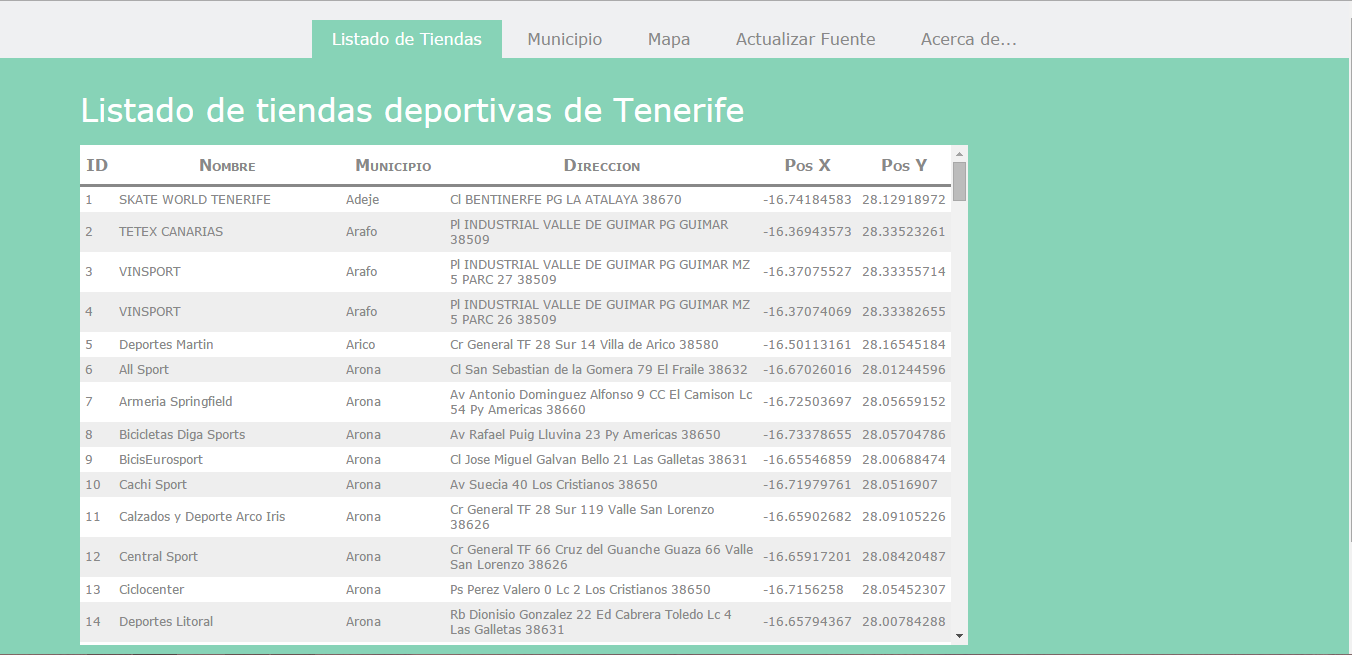 Listado de Tiendas Municipio Mapa Actualizar Fuente Acerca de...
Listado de tiendas deportivas de Tenerife
ID Nombre Municipio Direccion Pos X Pos Y
1 SKATE WORLD TENERIFE Adeje Cl BENTINERFE PG LA ATALAYA 38670 -16.74184583 28.12918972
2 TETEX CANARIAS Arafo Pl INDUSTRIAL VALLE DE GUIMAR PG GUIMAR
38509 -16.36943573 28.33523261
3 VINSPORT Arafo Pl INDUSTRIAL VALLE DE GUIMAR PG GUIMAR MZ
5 PARC 27 38509 -16.37075527 28.33355714
4 VINSPORT Arafo Pl INDUSTRIAL VALLE DE GUIMAR PG GUIMAR MZ
5 PARC 26 38509 -16.37074069 28.33382655
5 Deportes Martin Arico Cr General TF 28 Sur 14 Villa de Arico 38580 -16.50113161 28.16545184
6 All Sport Arona Cl San Sebastian de la Gomera 79 El Fraile 38632 -16.67026016 28.01244596
7 Armeria Springfield Arona Av Antonio Dominguez Alfonso 9 CC El Camison Lc
54 Py Americas 38660 -16.72503697 28.05659152
8 Bicicletas Diga Sports Arona Av Rafael Puig Lluvina 23 Py Americas 38650 -16.73378655 28.05704786
9 BicisEurosport Arona Cl Jose Miguel Galvan Bello 21 Las Galletas 38631 -16.65546859 28.00688474
10 Cachi Sport Arona Av Suecia 40 Los Cristianos 38650 -16.71979761 28.0516907
11 Calzados y Deporte Arco Iris Arona Cr General TF 28 Sur 119 Valle San Lorenzo
38626 -16.65902682 28.09105226
12 Central Sport Arona Cr General TF 66 Cruz del Guanche Guaza 66 Valle
San Lorenzo 38626 -16.65917201 28.08420487
13 Ciclocenter Arona Ps Perez Valero 0 Lc 2 Los Cristianos 38650 -16.7156258 28.05452307
14 Deportes Litoral Arona Rb Dionisio Gonzalez 22 Ed Cabrera Toledo Lc 4
Las Galletas 38631 -16.65794367 28.00784288